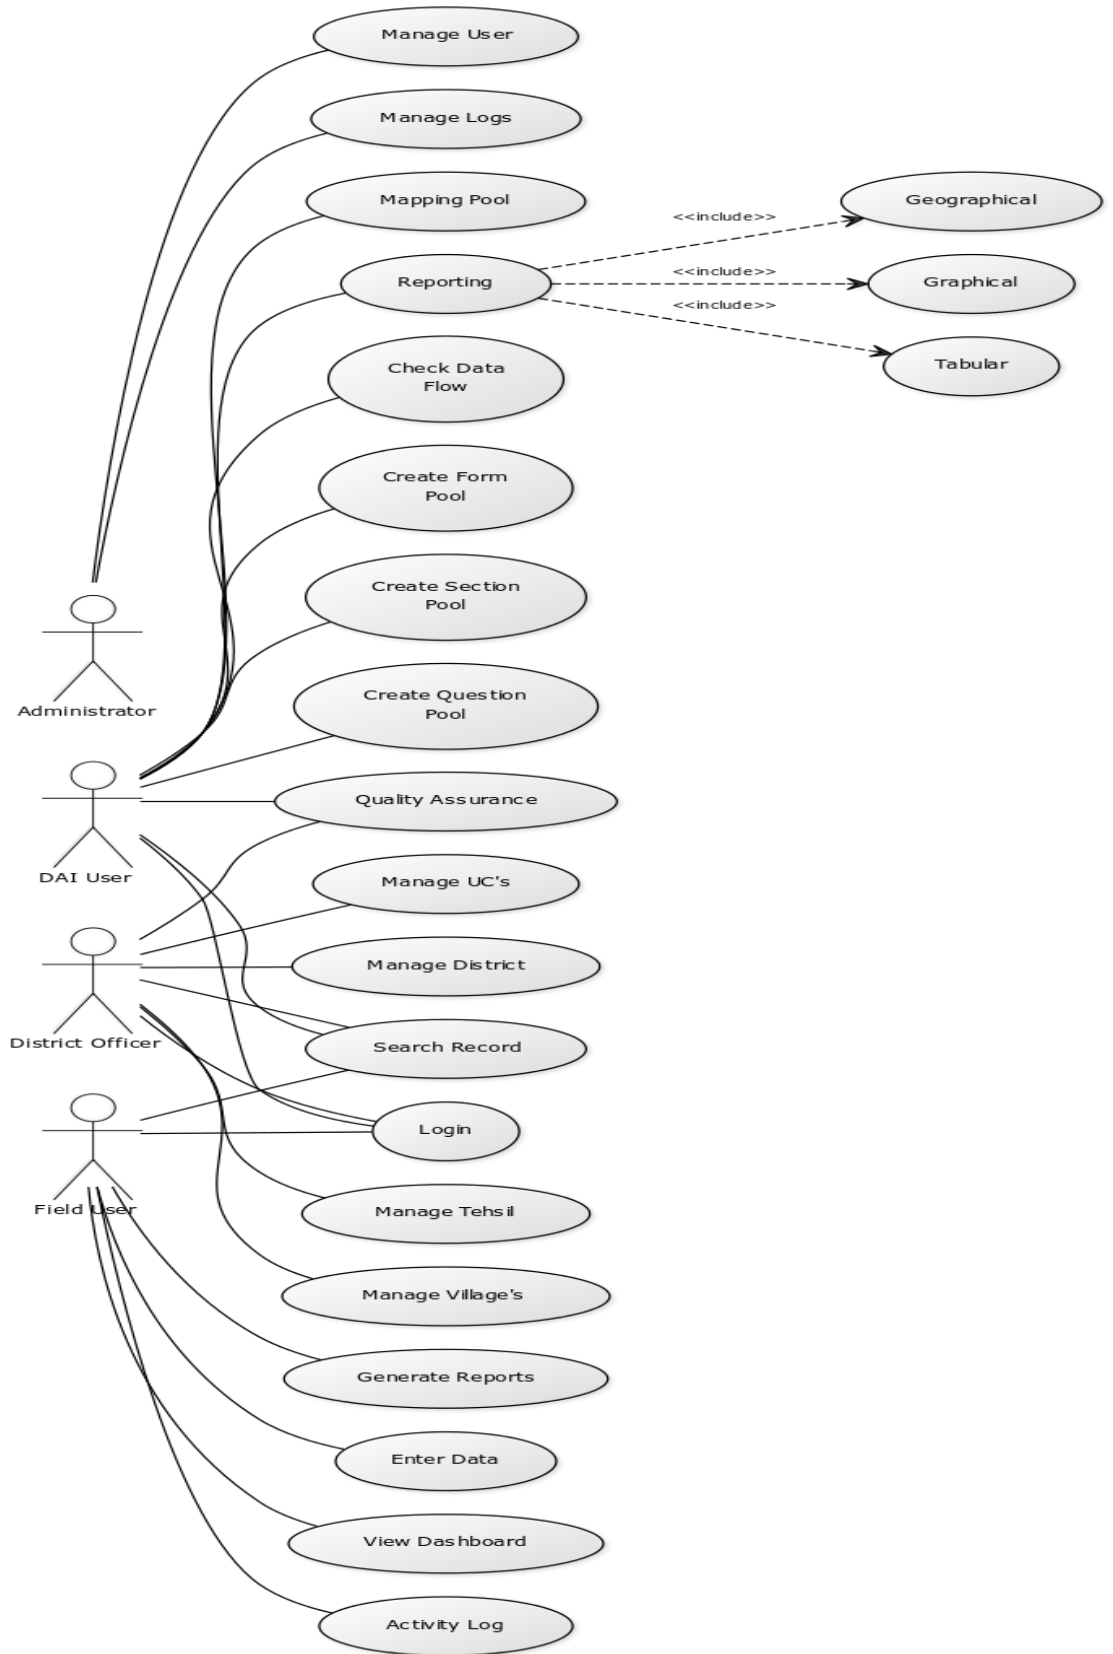 Manage User
Manage Logs
Mapping Pool
Geographical
<<include>>
Reporting
<<include>>
Graphical
<<include>>
Tabular
Check Data
Flow
Create Form
Pool
Create Section
Pool
Administrator
Create Question
Pool
Quality Assurance
DAI User
Manage UC's
Manage District
District Officer
Search Record
Login
Field User
Manage Tehsil
Manage Village's
Generate Reports
Enter Data
View Dashboard
Activity Log